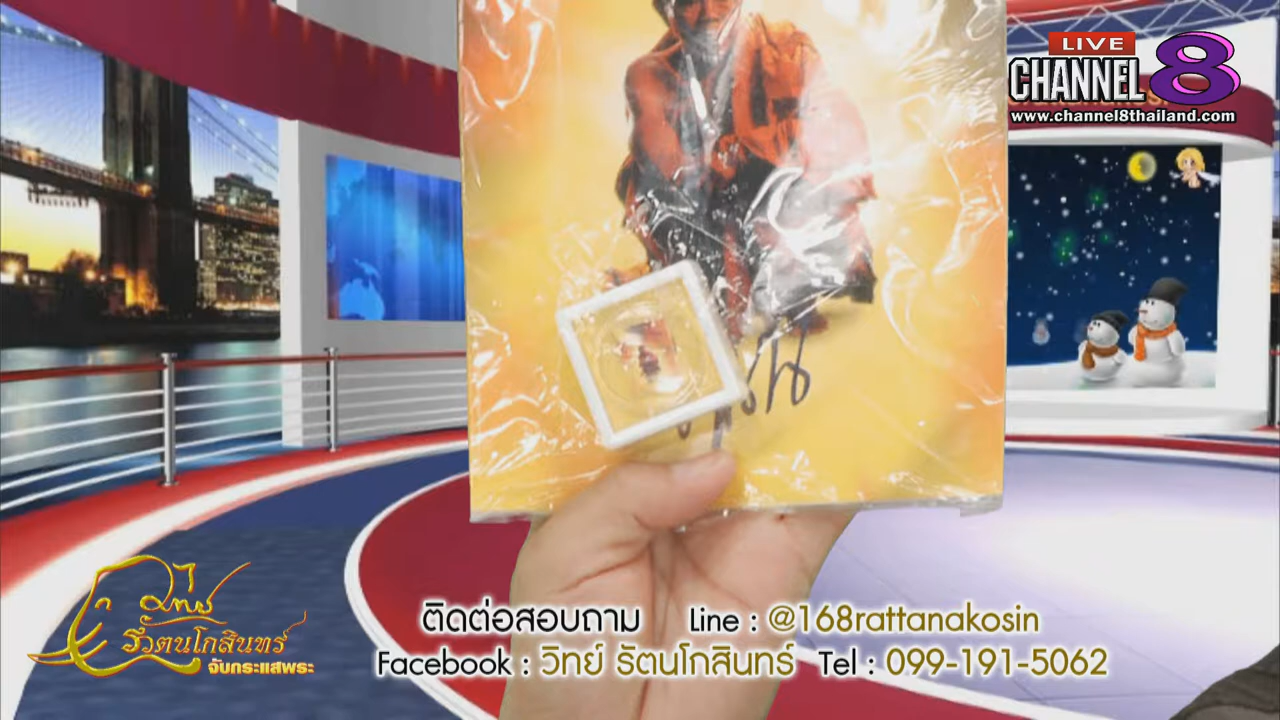 LIVE
CHANNEL 8
www.channel8thailand.com
วิทย์
รัตนโกสินทร์
จับกระแสพระ
ติดต่อสอบถาม Line : @168rattanakosin
Facebook : วิทย์ รัตนโกสินทร์ Tel : 099-191-5062